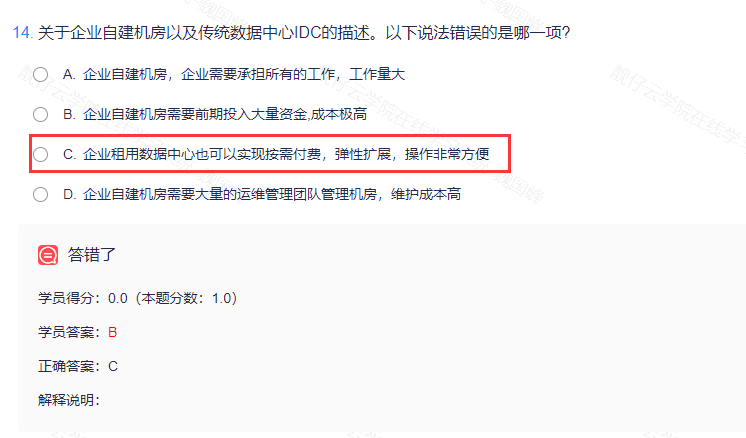 14. 关于企业自建机房以及传统数据中心IDC的描述。以下说法错误的是哪一项?
A. 企业自建机房，企业需要承担所有的工作，工作量大
B. 企业自建机房需要前期投入大量资金,成本极高
C. 企业租用数据中心也可以实现按需付费，弹性扩展，操作非常方便
D. 企业自建机房需要大量的运维管理团队管理机房，维护成本高
答错了
学员得分：0.0（本题分数：1.0）
学员答案：B
正确答案：C
解释说明：
靓仔云学院在线学